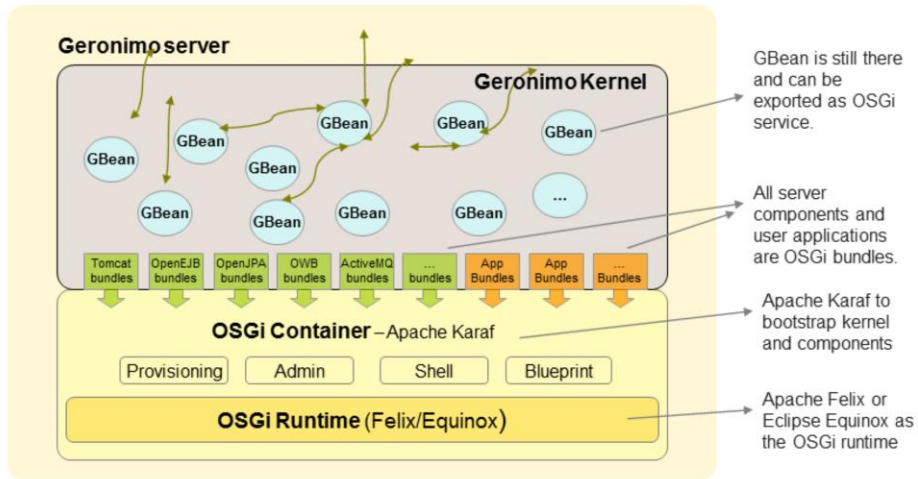 Geronimo server
Geronimo Kernel
GBean
GBean
GBean
GBean
GBean
GBean
...
GBean
GBean
GBean
GBean
Tomcat
bundles
OpenEJB
bundles
OpenJPA
bundles
OWB
bundles
ActiveMQ
bundles
...
bundles
App
Bundles
App
Bundles
...
Bundles
OSGi Container – Apache Karaf
Provisioning
Admin
Shell
Blueprint
OSGi Runtime (Felix/Equinox)
GBean is still there
and can be
exported as OSGi
service.
All server
components and
user applications
are OSGi bundles.
Apache Karaf to
bootstrap kernel
and components
Apache Felix or
Eclipse Equinox as
the OSGi runtime